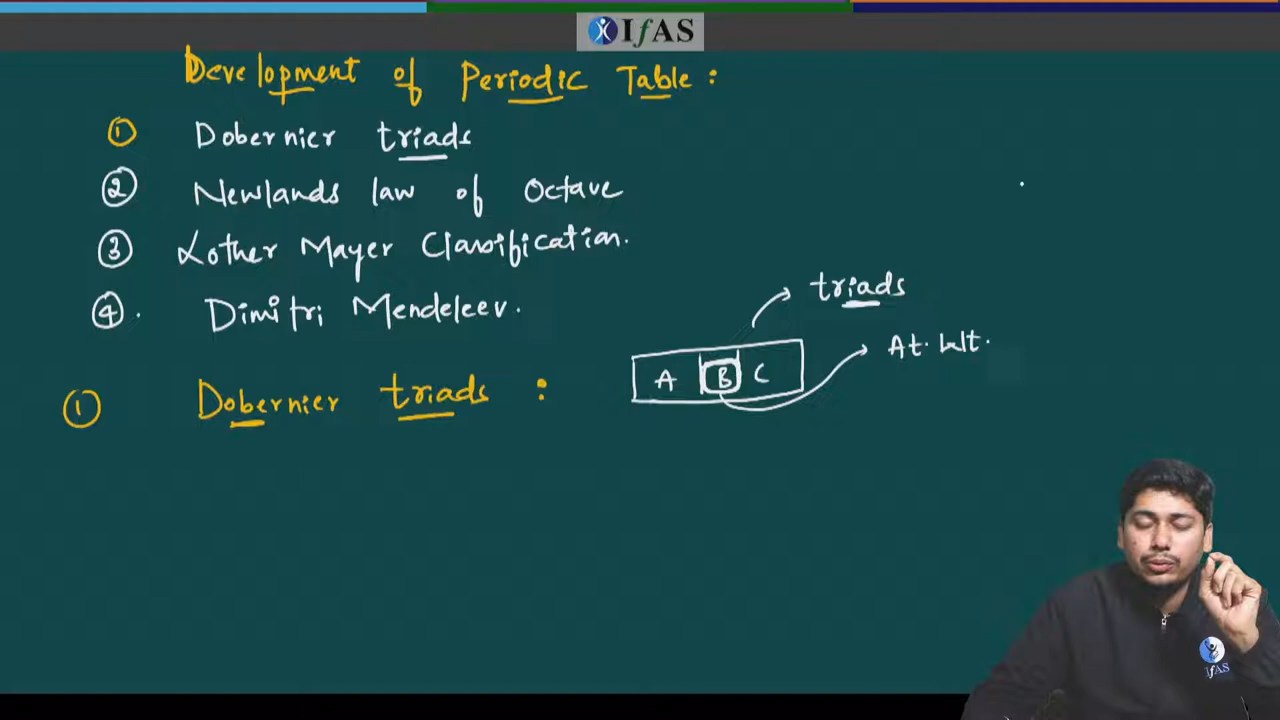 IfAS
Development of Periodic Table :
① Dobernier triads
② Newlands law of Octave
③ Lother Mayer Classification.
④. Dimitri Mendeleev.
triads
At. Wt.
A B C
① Dobernier triads :
IfAS